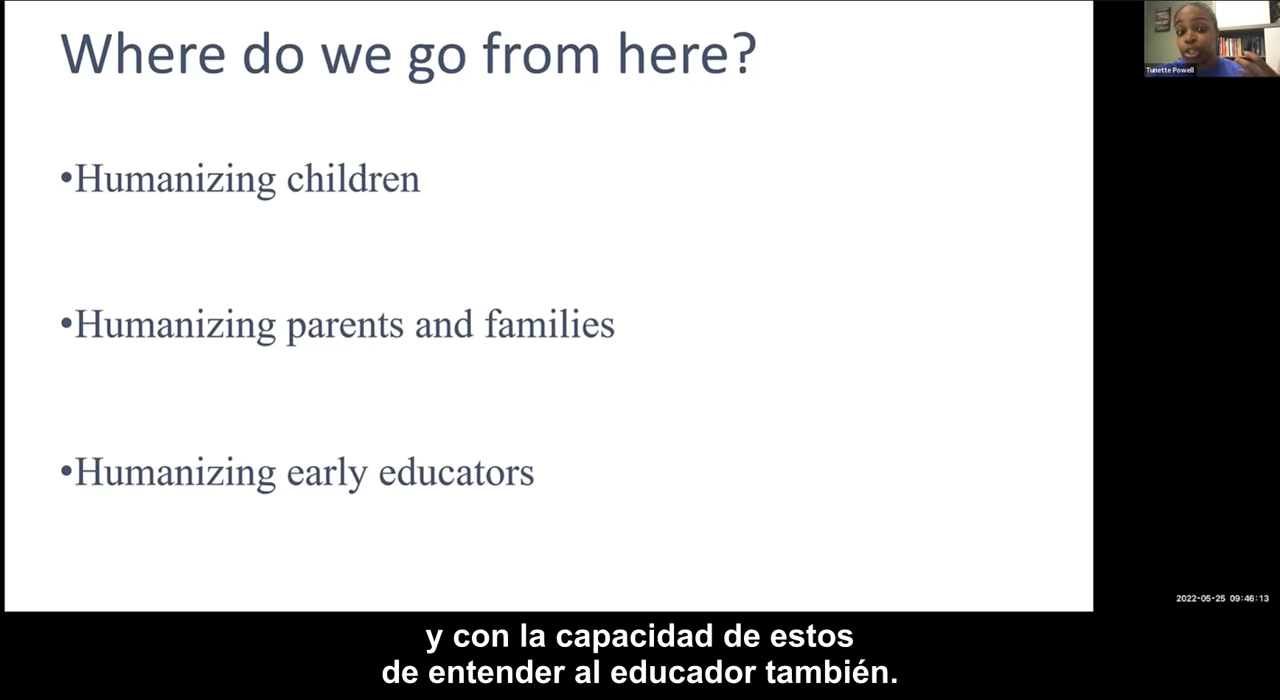 Where do we go from here?
Tunette Powell
•Humanizing children
•Humanizing parents and families
•Humanizing early educators
2022-05-25 09:46:13
y con la capacidad de estos
de entender al educador también.